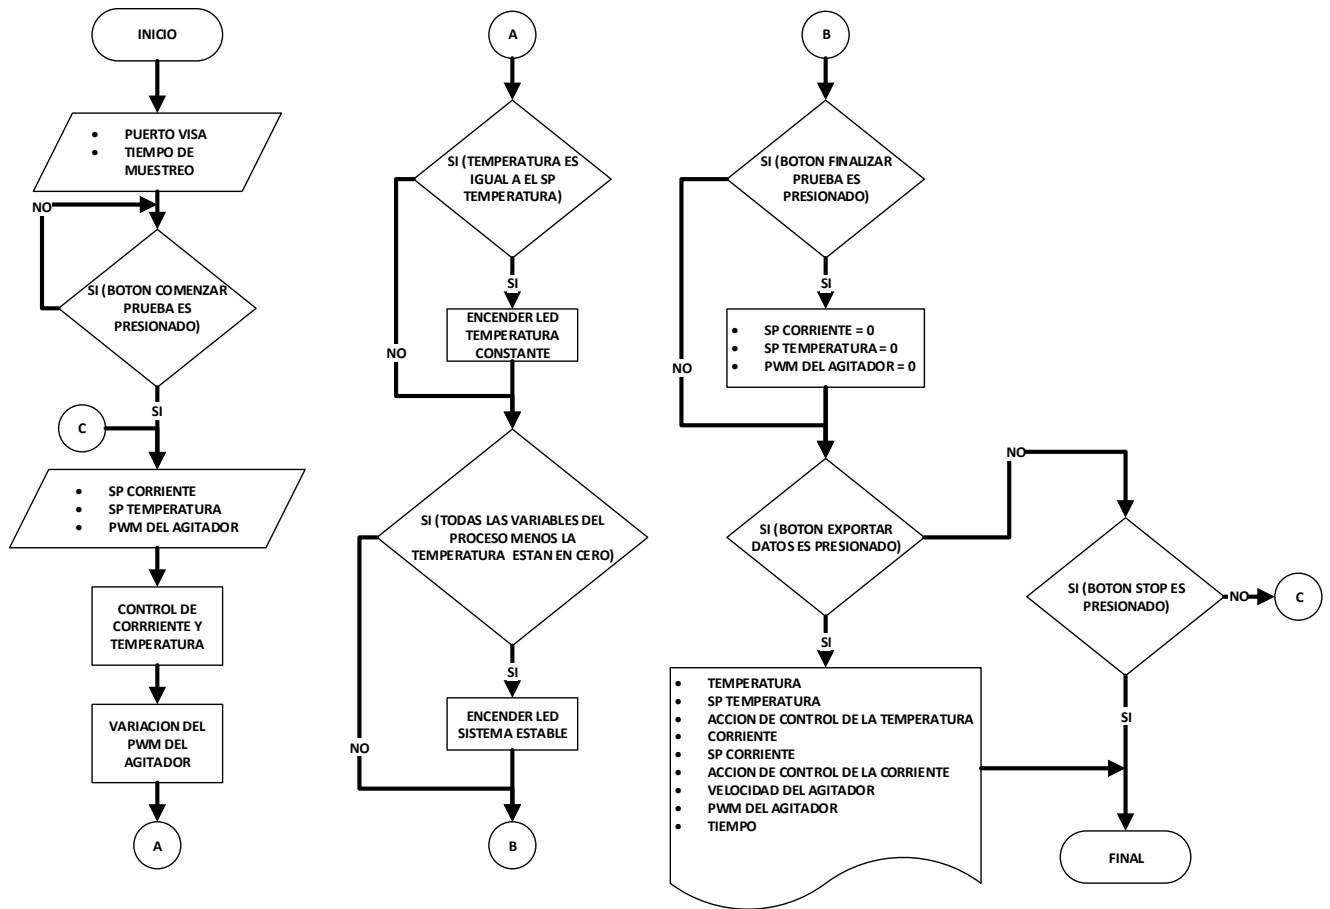 INICIO
• PUERTO VISA
• TIEMPO DE
MUESTREO
NO
SI (BOTON COMENZAR
PRUEBA ES
PRESIONADO)
SI
C
• SP CORRIENTE
• SP TEMPERATURA
• PWM DEL AGITADOR
CONTROL DE
CORRRIENTE Y
TEMPERATURA
VARIACION DEL
PWM DEL
AGITADOR
A
A
SI (TEMPERATURA ES
IGUAL A EL SP
TEMPERATURA)
SI
ENCENDER LED
TEMPERATURA
CONSTANTE
NO
SI (TODAS LAS VARIABLES DEL
PROCESO MENOS LA
TEMPERATURA ESTAN EN CERO)
SI
ENCENDER LED
SISTEMA ESTABLE
NO
B
B
SI (BOTON FINALIZAR
PRUEBA ES
PRESIONADO)
SI
• SP CORRIENTE = 0
• SP TEMPERATURA = 0
• PWM DEL AGITADOR = 0
NO
SI (BOTON EXPORTAR
DATOS ES PRESIONADO)
NO
SI
• TEMPERATURA
• SP TEMPERATURA
• ACCION DE CONTROL DE LA TEMPERATURA
• CORRIENTE
• SP CORRIENTE
• ACCION DE CONTROL DE LA CORRIENTE
• VELOCIDAD DEL AGITADOR
• PWM DEL AGITADOR
• TIEMPO
SI (BOTON STOP ES
PRESIONADO)
NO
C
SI
FINAL